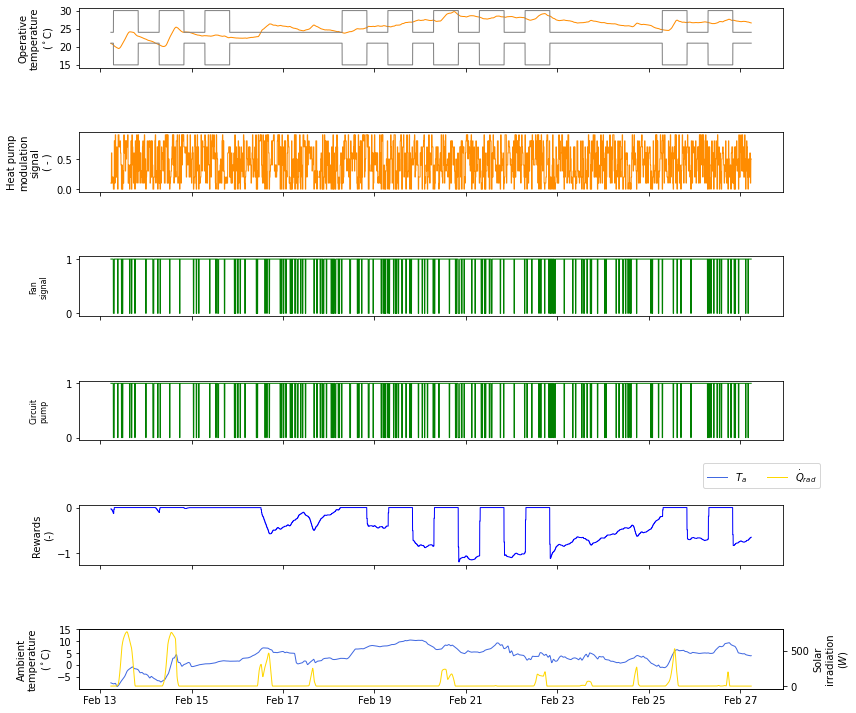 Operative
temperature
(°C)
30
25
20
15
Heat pump
modulation
signal
( - )
0.5
0.0
Fan
signal
1
0
Circuit
pump
1
0
T_a Q̇_rad
Rewards
(-)
0
−1
Ambient
temperature
(°C)
15
10
5
0
−5
Solar
irradiation
(W)
500
0
Feb 13 Feb 15 Feb 17 Feb 19 Feb 21 Feb 23 Feb 25 Feb 27